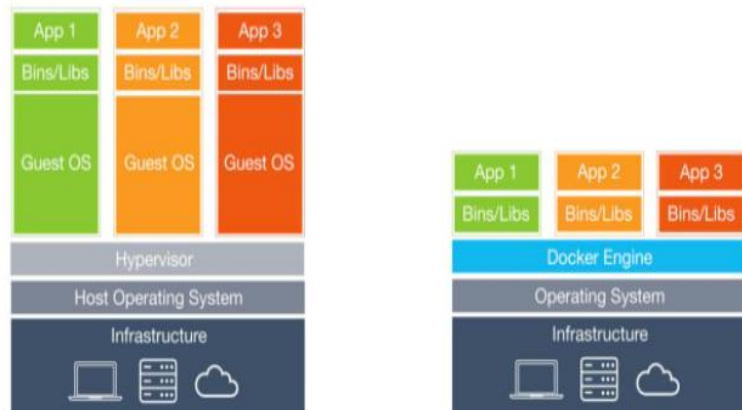 App 1
App 2
App 3
Bins/Libs
Bins/Libs
Bins/Libs
Guest OS
Guest OS
Guest OS
Hypervisor
Host Operating System
Infrastructure
App 1
App 2
App 3
Bins/Libs
Bins/Libs
Bins/Libs
Docker Engine
Operating System
Infrastructure